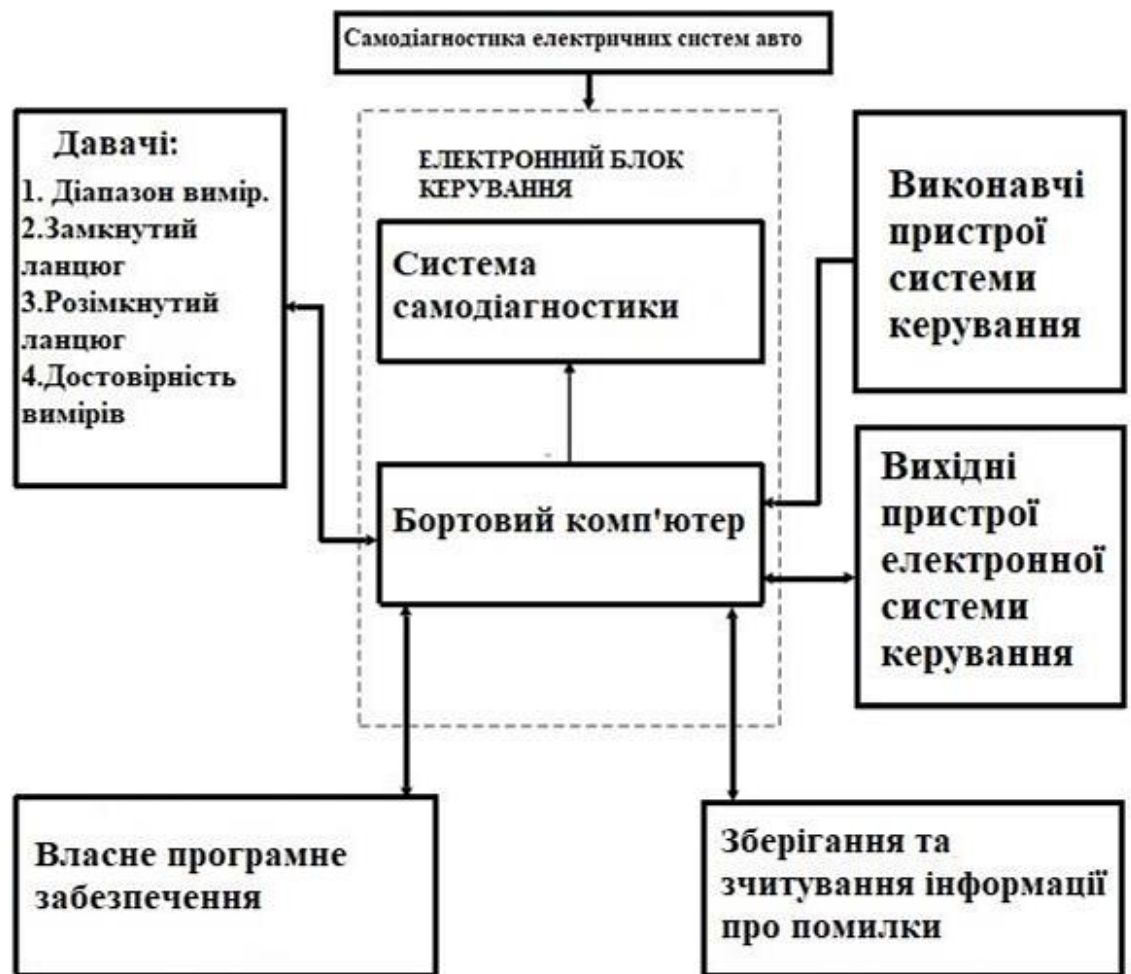 Самодіагностика електричних систем авто
Давачі:
1. Діапазон вимір.
2.Замкнутий
ланцюг
3.Розімкнутий
ланцюг
4.Достовірність
вимірів
ЕЛЕКТРОННИЙ БЛОК
КЕРУВАННЯ
Система
самодіагностики
Бортовий комп'ютер
Виконавчі
пристрої
системи
керування
Вихідні
пристрої
електронної
системи
керування
Власне програмне
забезпечення
Зберігання та
зчитування інформації
про помилки